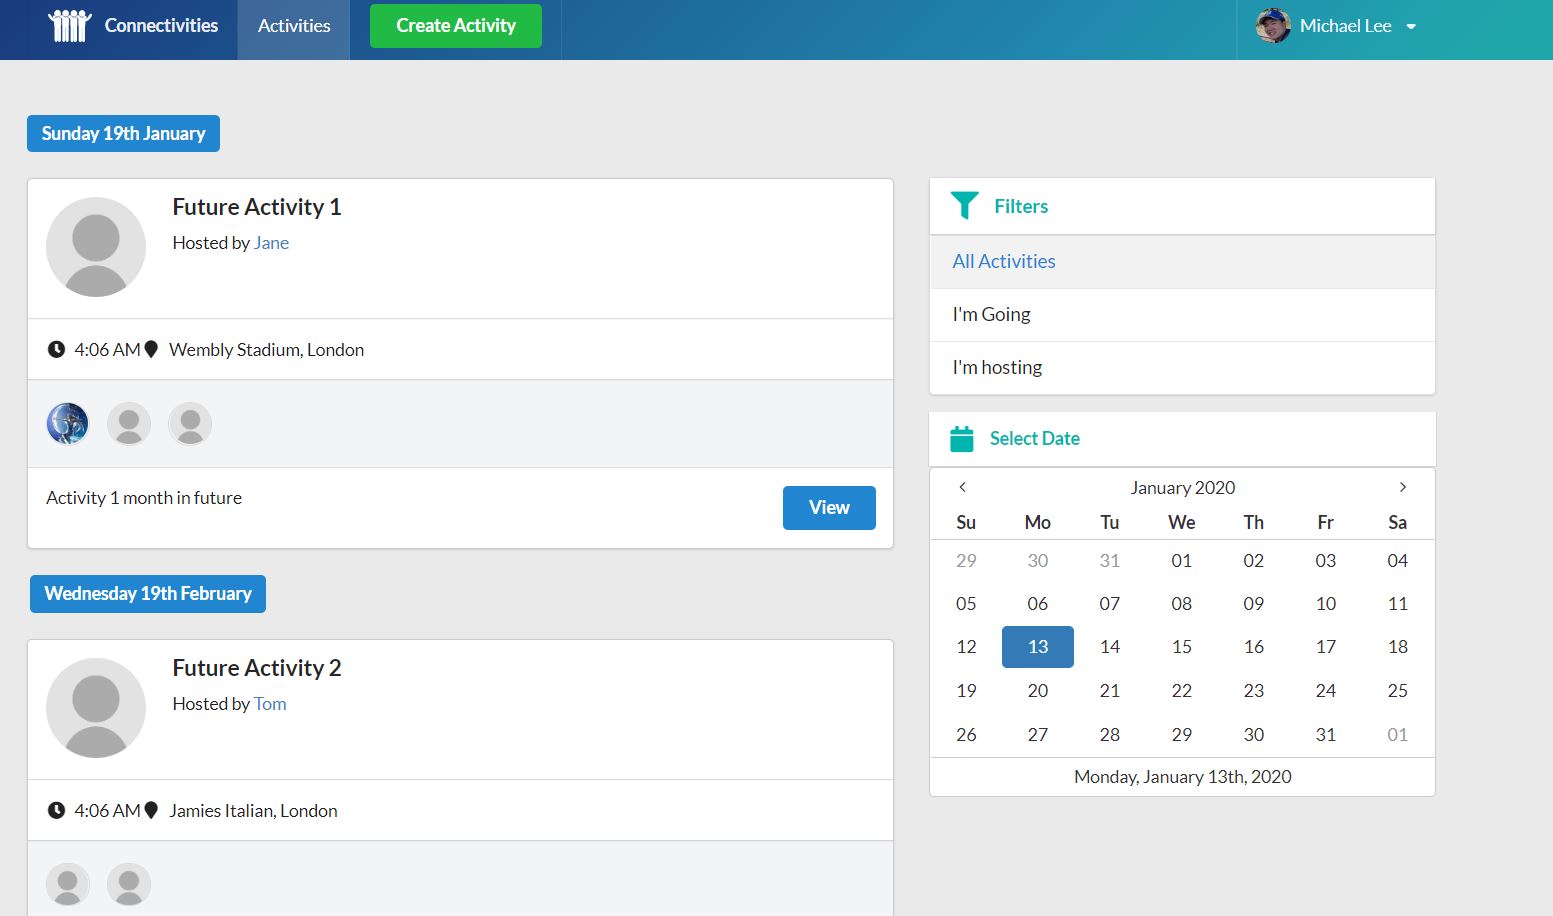 Connectivities
Activities
Create Activity
Michael Lee
Sunday 19th January
Future Activity 1
Hosted by Jane
4:06 AM Wembly Stadium, London
Activity 1 month in future
View
Wednesday 19th February
Future Activity 2
Hosted by Tom
4:06 AM Jamies Italian, London
Filters
All Activities
I'm Going
I'm hosting
Select Date
January 2020
Su Mo Tu We Th Fr Sa
29 30 31 01 02 03 04
05 06 07 08 09 10 11
12 13 14 15 16 17 18
19 20 21 22 23 24 25
26 27 28 29 30 31 01
Monday, January 13th, 2020